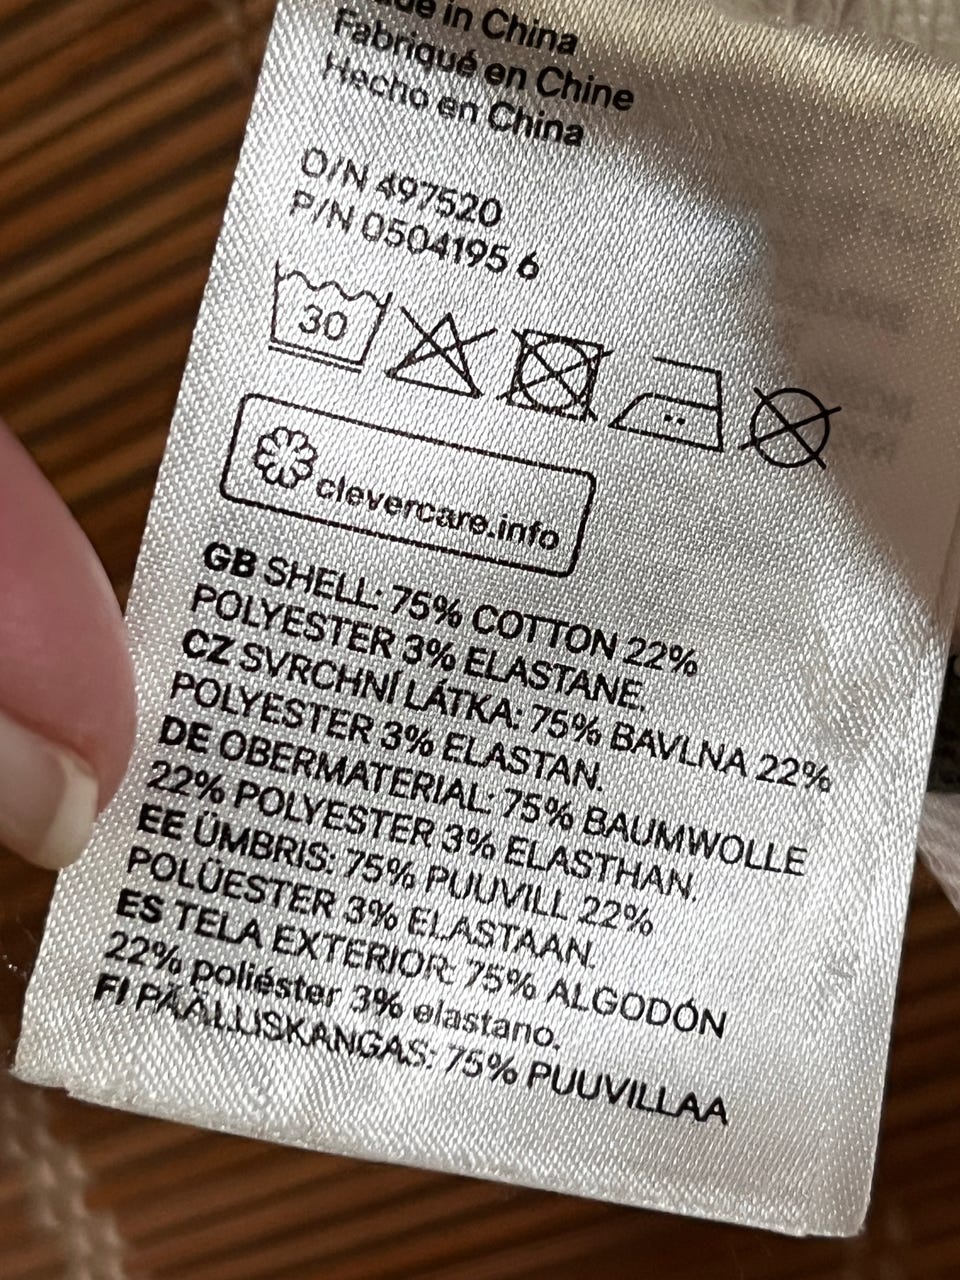 in China
Fabriqué en Chine
Hecho en China
O/N 497520
P/N 0504195 6
30
clevercare.info
GB SHELL: 75% COTTON 22%
POLYESTER 3% ELASTANE.
CZ SVRCHNÍ LÁTKA: 75% BAVLNA 22%
POLYESTER 3% ELASTAN.
DE OBERMATERIAL: 75% BAUMWOLLE
22% POLYESTER 3% ELASTHAN.
EE ÜMBRIS: 75% PUUVILL 22%
POLÜESTER 3% ELASTAAN.
ES TELA EXTERIOR: 75% ALGODÓN
22% poliéster 3% elastano.
FI PÄÄLLISKANGAS: 75% PUUVILLAA